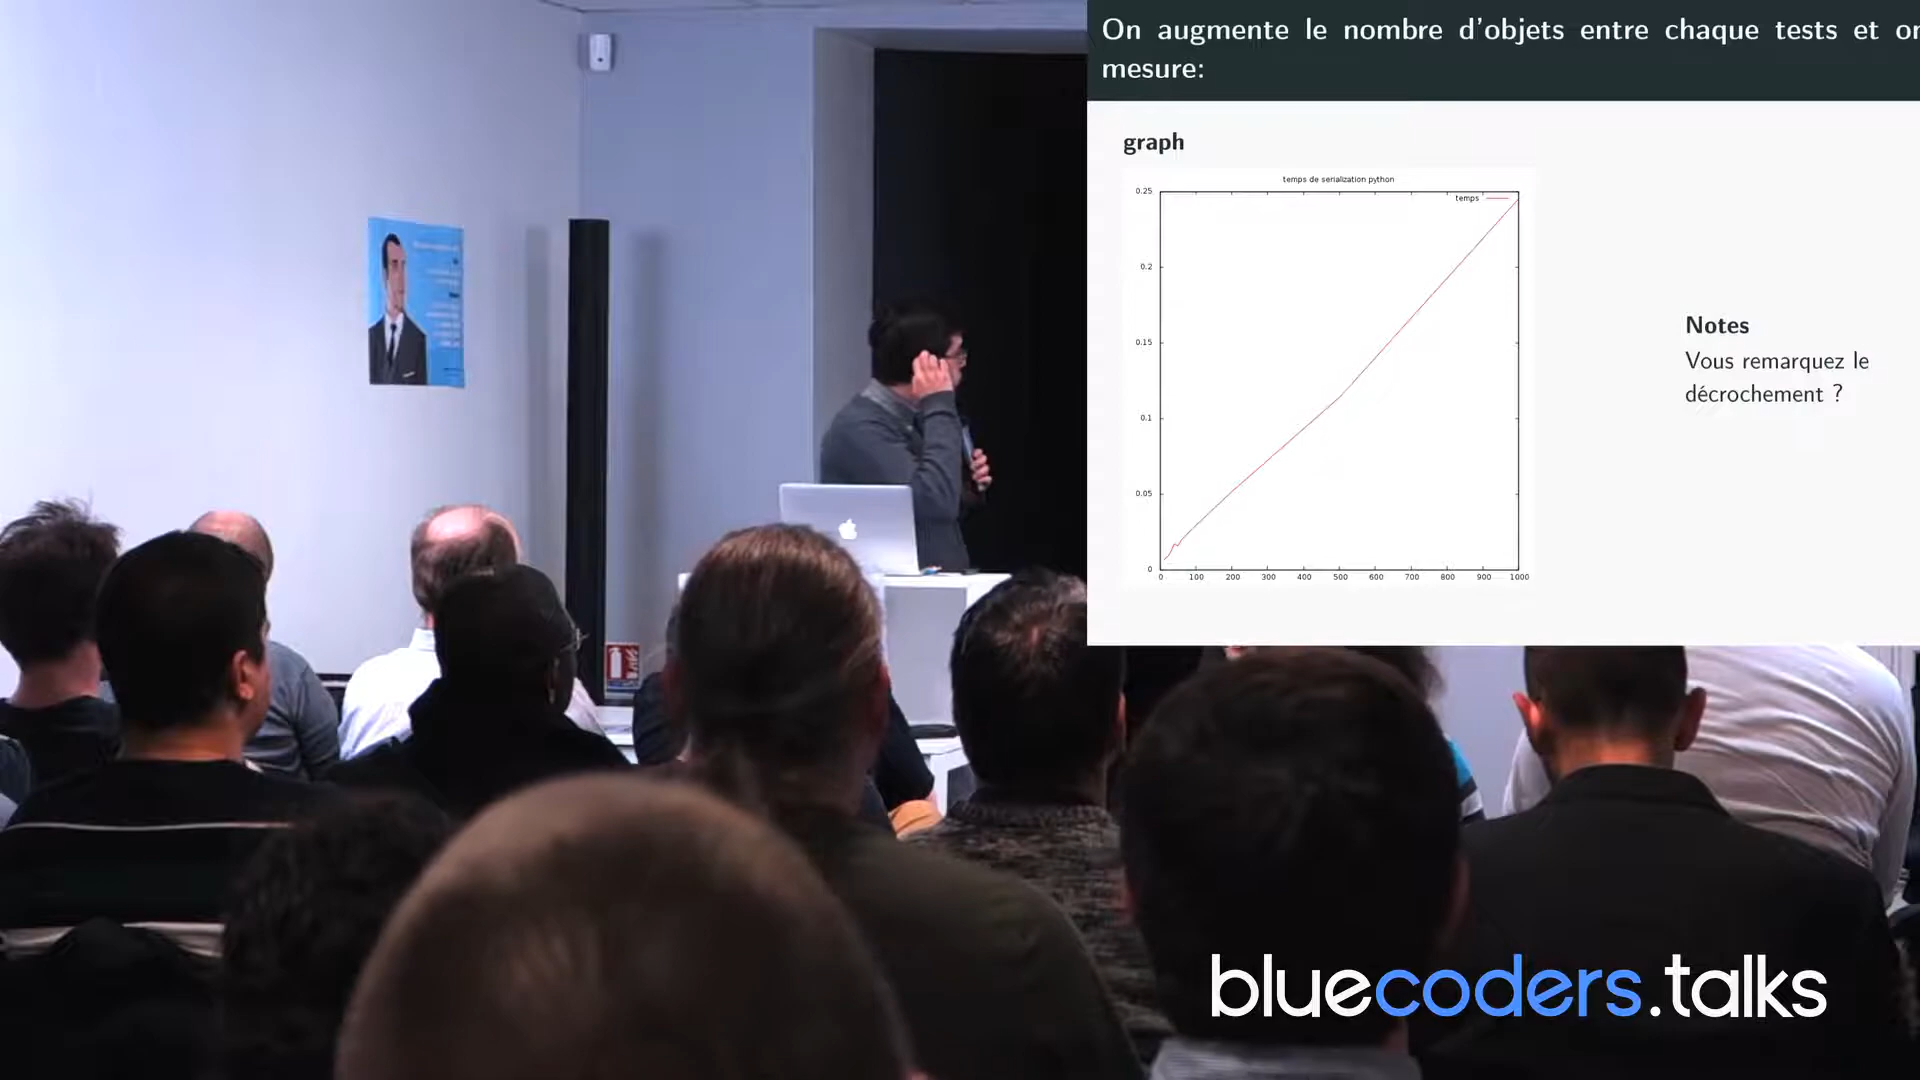 On augmente le nombre d'objets entre chaque tests et
mesure:
graph
temps de serialization python
temps
0.25
0.2
0.15
0.1
0.05
0
0 100 200 300 400 500 600 700 800 900 1000
Notes
Vous remarquez le
décrochement ?
bluecoders.talks